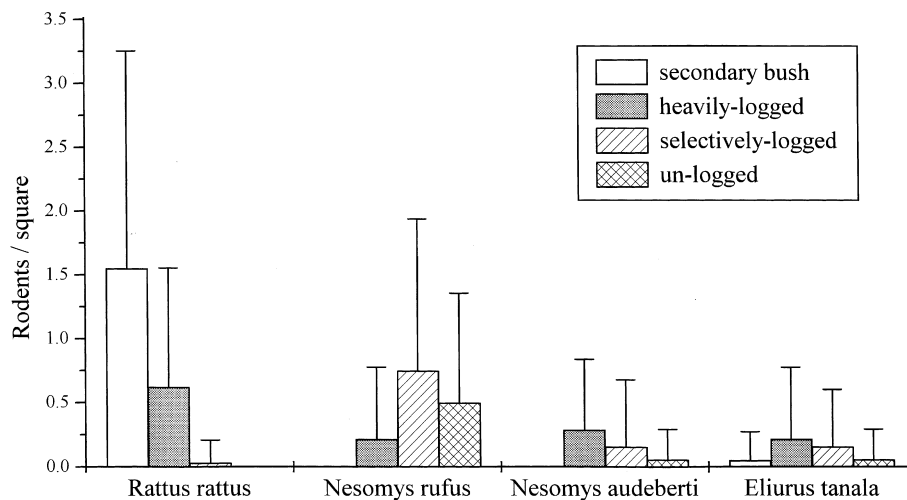 3.5
3.0
2.5
2.0
1.5
1.0
0.5
0.0
Rodents / square
secondary bush
heavily-logged
selectively-logged
un-logged
Rattus rattus
Nesomys rufus
Nesomys audeberti
Eliurus tanala